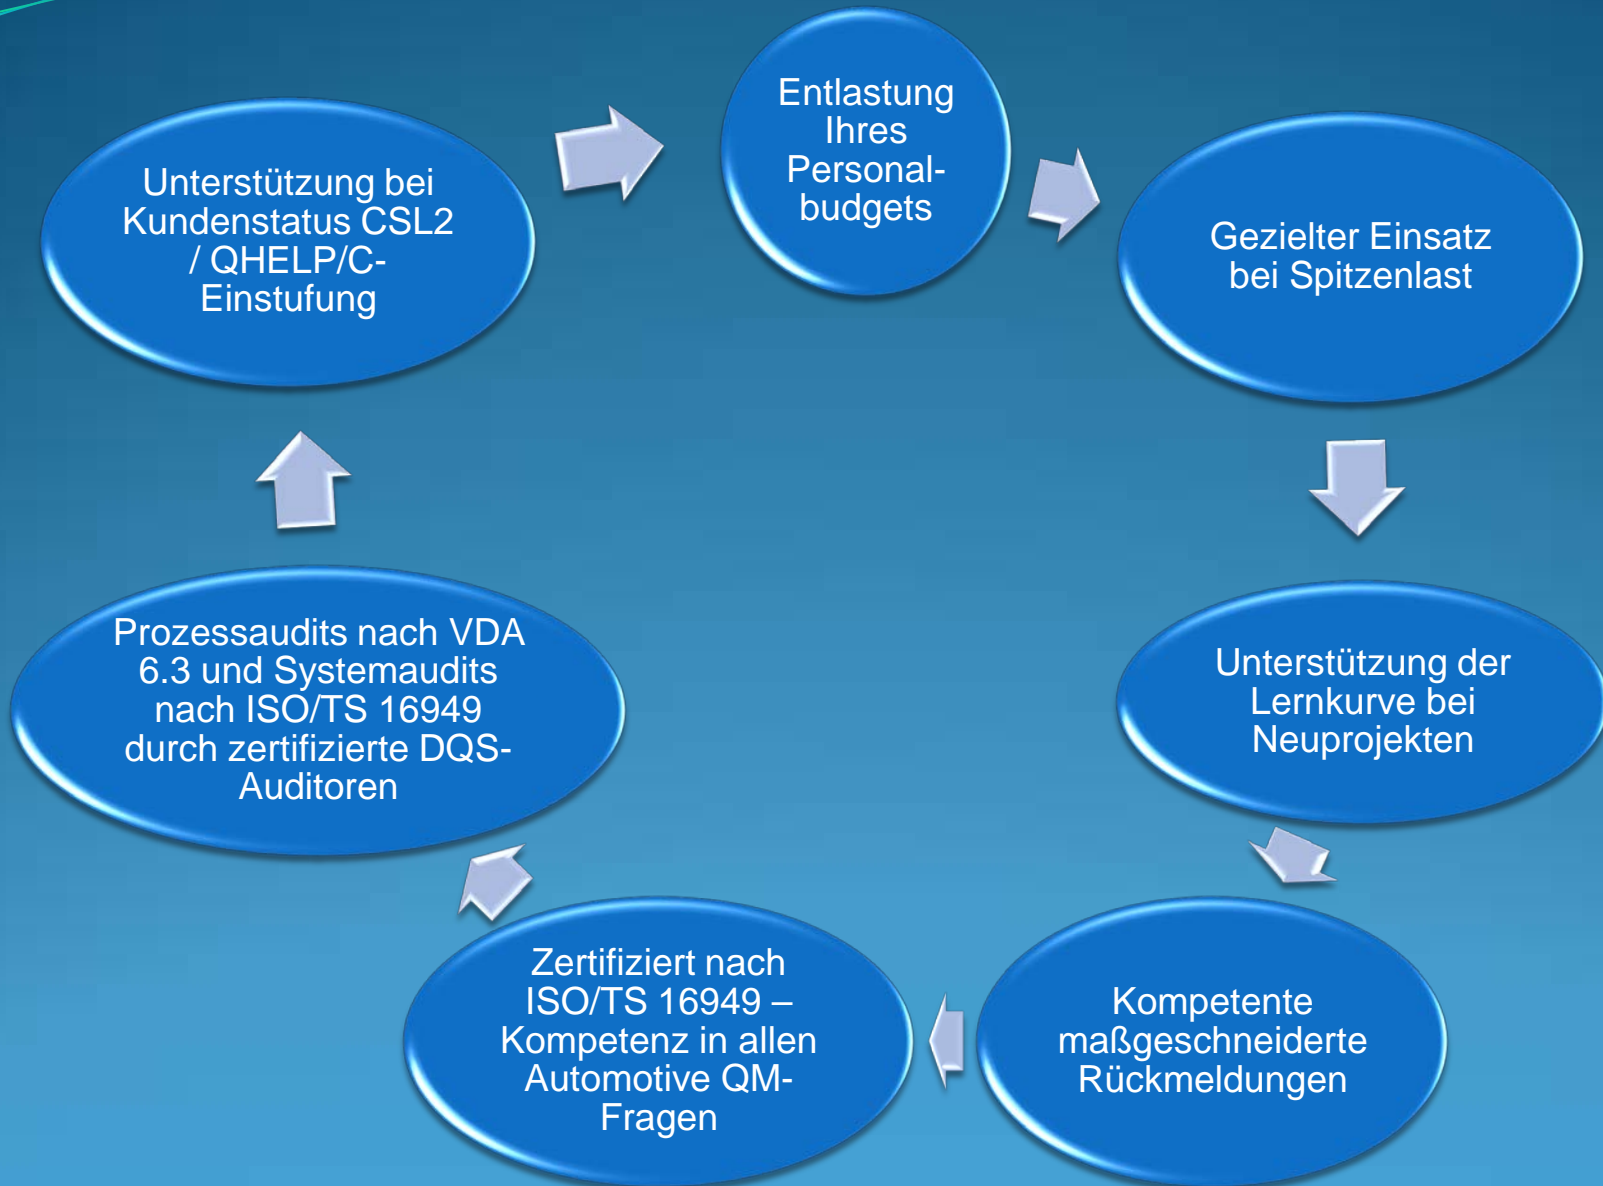 Entlastung
Ihres
Personal-
budgets
Gezielter Einsatz
bei Spitzenlast
Unterstützung der
Lernkurve bei
Neuprojekten
Kompetente
maßgeschneiderte
Rückmeldungen
Zertifiziert nach
ISO/TS 16949 –
Kompetenz in allen
Automotive QM-
Fragen
Prozessaudits nach VDA
6.3 und Systemaudits
nach ISO/TS 16949
durch zertifizierte DQS-
Auditoren
Unterstützung bei
Kundenstatus CSL2
/ QHELP/C-
Einstufung